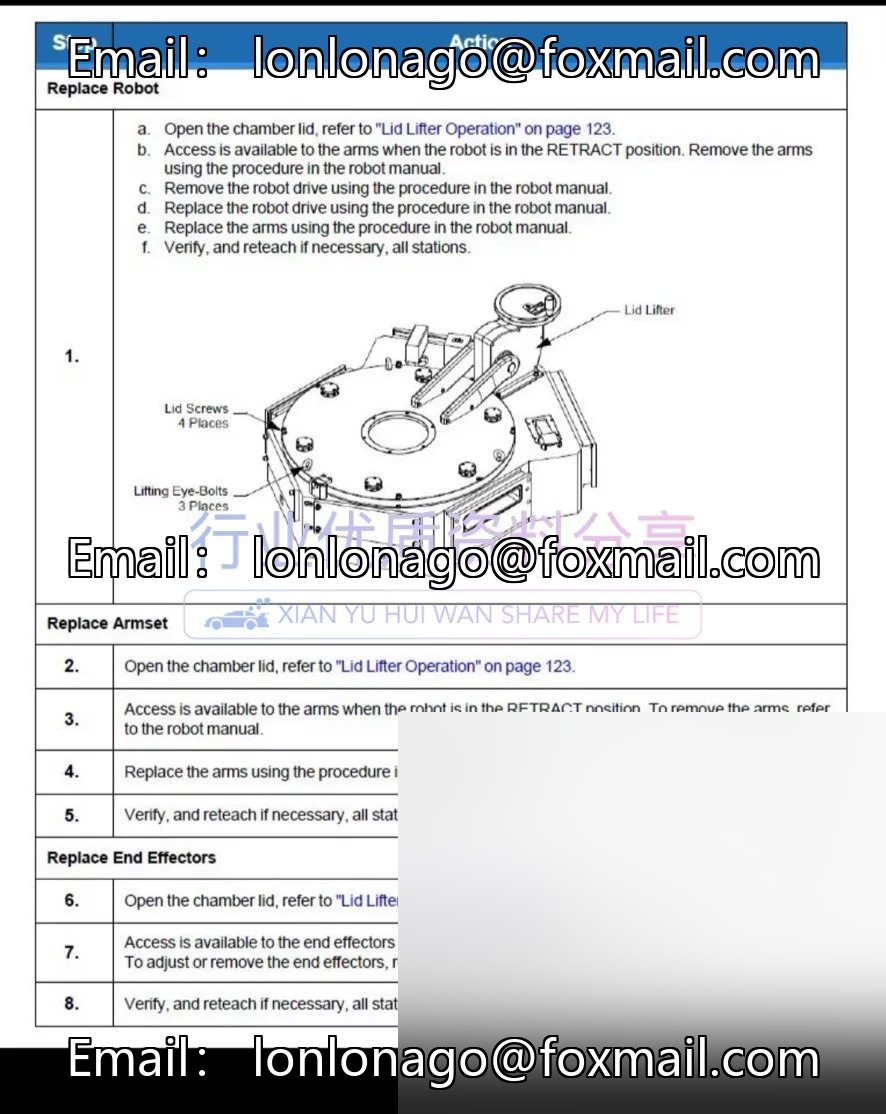 Step Action
Email： lonlonago@foxmail.com
Replace Robot
a. Open the chamber lid, refer to "Lid Lifter Operation" on page 123.
b. Access is available to the arms when the robot is in the RETRACT position. Remove the arms
using the procedure in the robot manual.
c. Remove the robot drive using the procedure in the robot manual.
d. Replace the robot drive using the procedure in the robot manual.
e. Replace the arms using the procedure in the robot manual.
f. Verify, and reteach if necessary, all stations.
Lid Lifter
1.
Lid Screws
4 Places
Lifting Eye-Bolts
3 Places
行业优质资料分享
Email： lonlonago@foxmail.com
XIAN YU HUI WAN SHARE MY LIFE
Replace Armset
2. Open the chamber lid, refer to "Lid Lifter Operation" on page 123.
3. Access is available to the arms when the robot is in the RETRACT position. To remove the arms, refer
to the robot manual.
4. Replace the arms using the procedure
5. Verify, and reteach if necessary, all
Replace End Effectors
6. Open the chamber lid, refer to "Lid
7. Access is available to the end effectors
To adjust or remove the end effectors,
8. Verify, and reteach if necessary, all
Email： lonlonago@foxmail.com